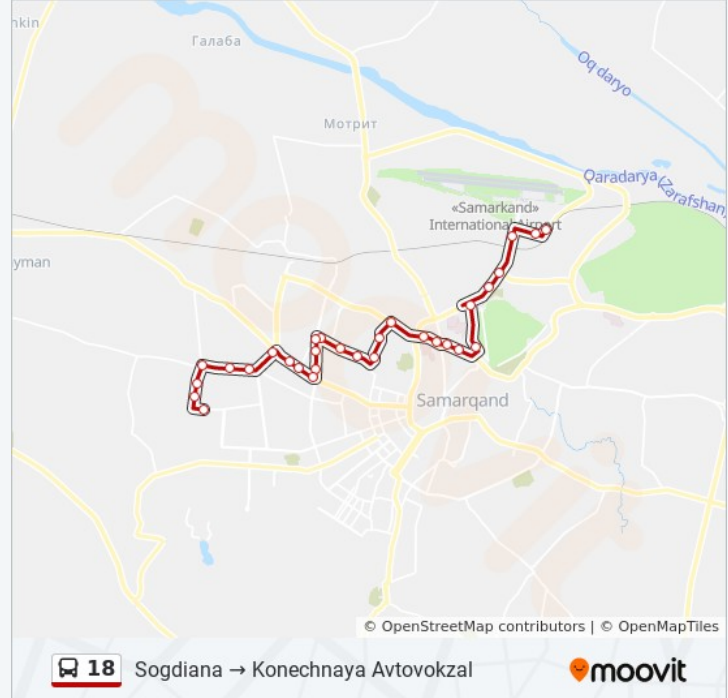 nkin
Галаба
Oq daryo
Мотрит
Qaradarya (Zarafshan)
«Samarkand»
International Airport
yman
Samarqand
© OpenStreetMap contributors | © OpenMapTiles
18 Sogdiana → Konechnaya Avtovokzal
moovit